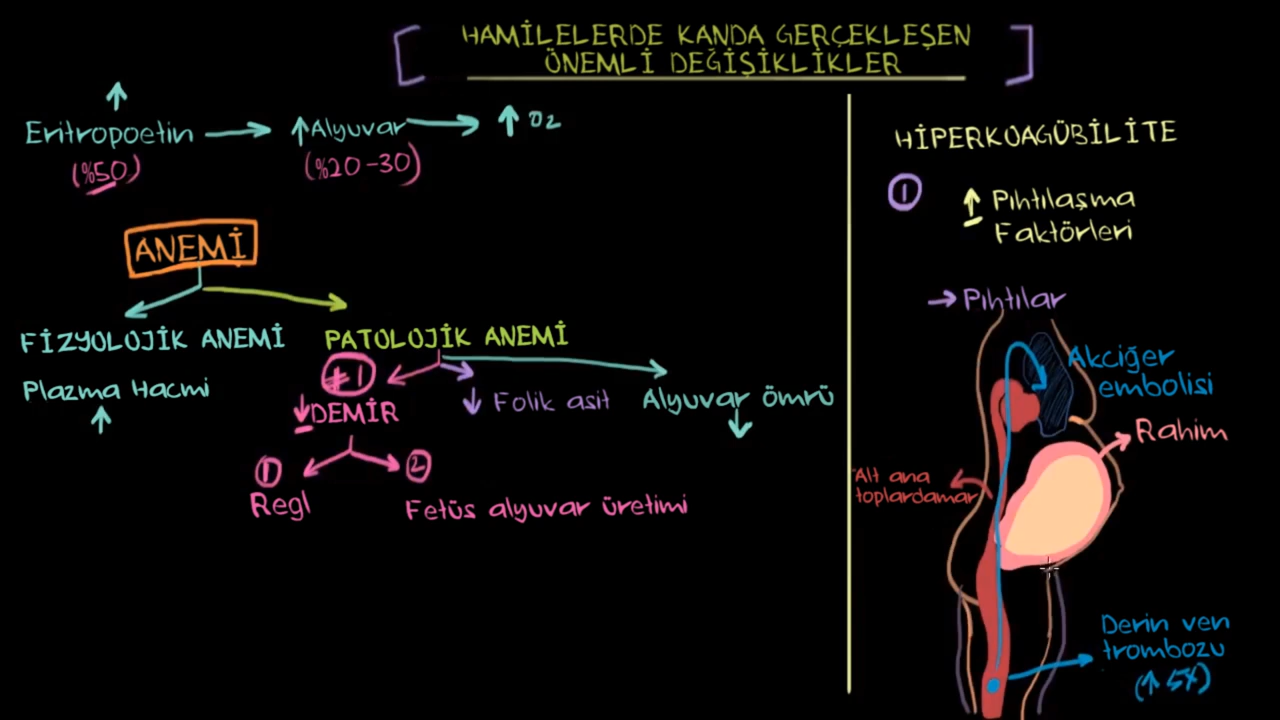 HAMİLELERDE KANDA GERÇEKLEŞEN
ÖNEMLİ DEĞİŞİKLİKLER
↑
Eritropoetin → ↑Alyuvar → ↑ O2
(%50)
(%20-30)
ANEMİ
FİZYOLOJİK ANEMİ
Plazma Hacmi
↑
PATOLOJİK ANEMİ
#1
↓DEMİR
↓ Folik asit
Alyuvar ömrü
↓
1
Regl
2
Fetüs alyuvar üretimi
HİPERKOAGÜBİLİTE
1
↑ Pıhtılaşma
Faktörleri
→ Pıhtılar
Akciğer
embolisi
Rahim
Alt ana
toplardamar
Derin ven
trombozu
(↑ 5X)